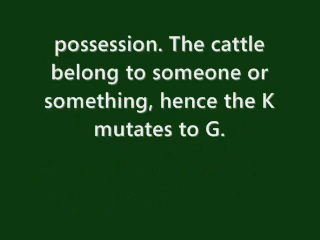 possession. The cattle
belong to someone or
something, hence the K
mutates to G.